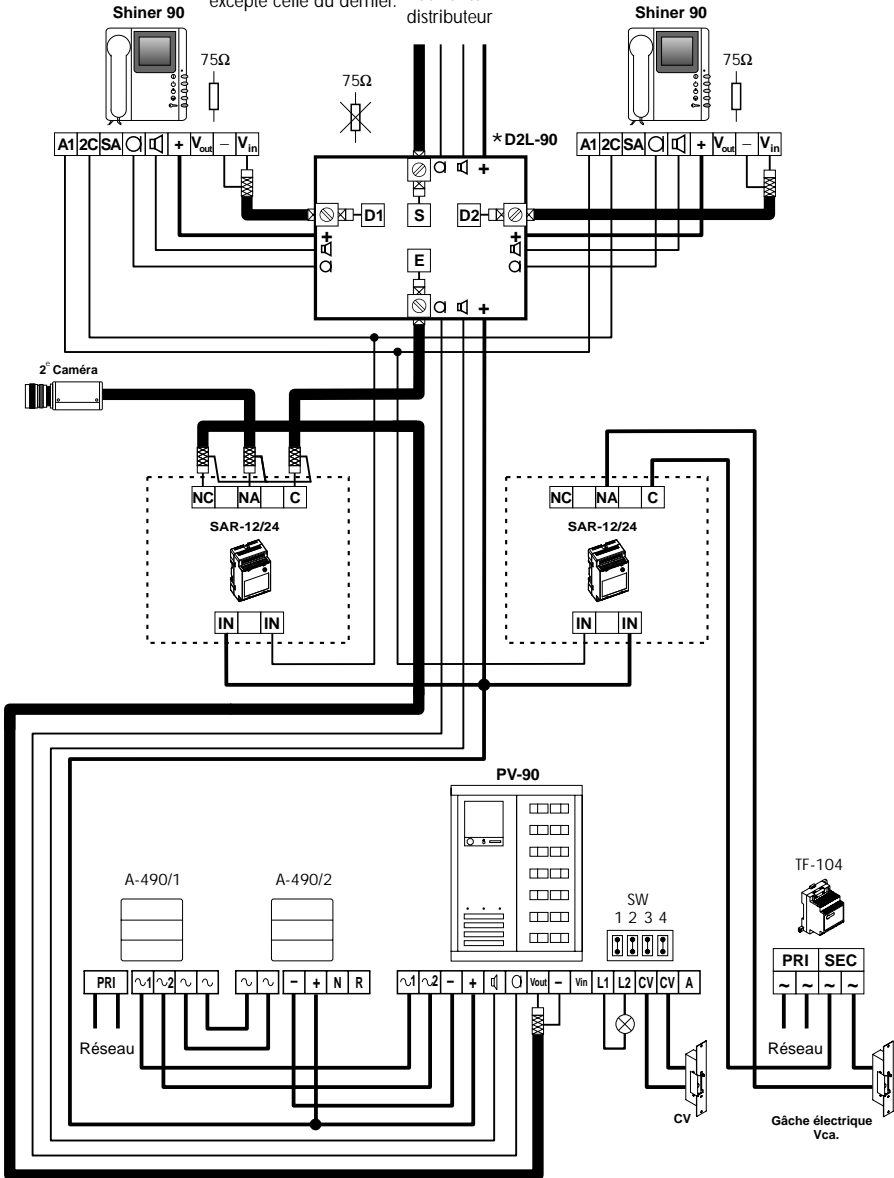 excepté celle du dernier.
distributeur
Shiner 90
Shiner 90
75Ω
75Ω
75Ω
*D2L-90
A1 2C SA + Vout – Vin
A1 2C SA + Vout – Vin
+
D1 S D2
+
+
E
+
2e Caméra
NC NA C
SAR-12/24
IN IN
NC NA C
SAR-12/24
IN IN
PV-90
A-490/1
A-490/2
SW
1 2 3 4
TF-104
PRI ~1 ~2 ~ ~
~ ~ – + N R
~1 ~2 – + Vout – Vin L1 L2 CV CV A
PRI SEC
~ ~ ~ ~
Réseau
Réseau
CV
Gâche électrique
Vca.